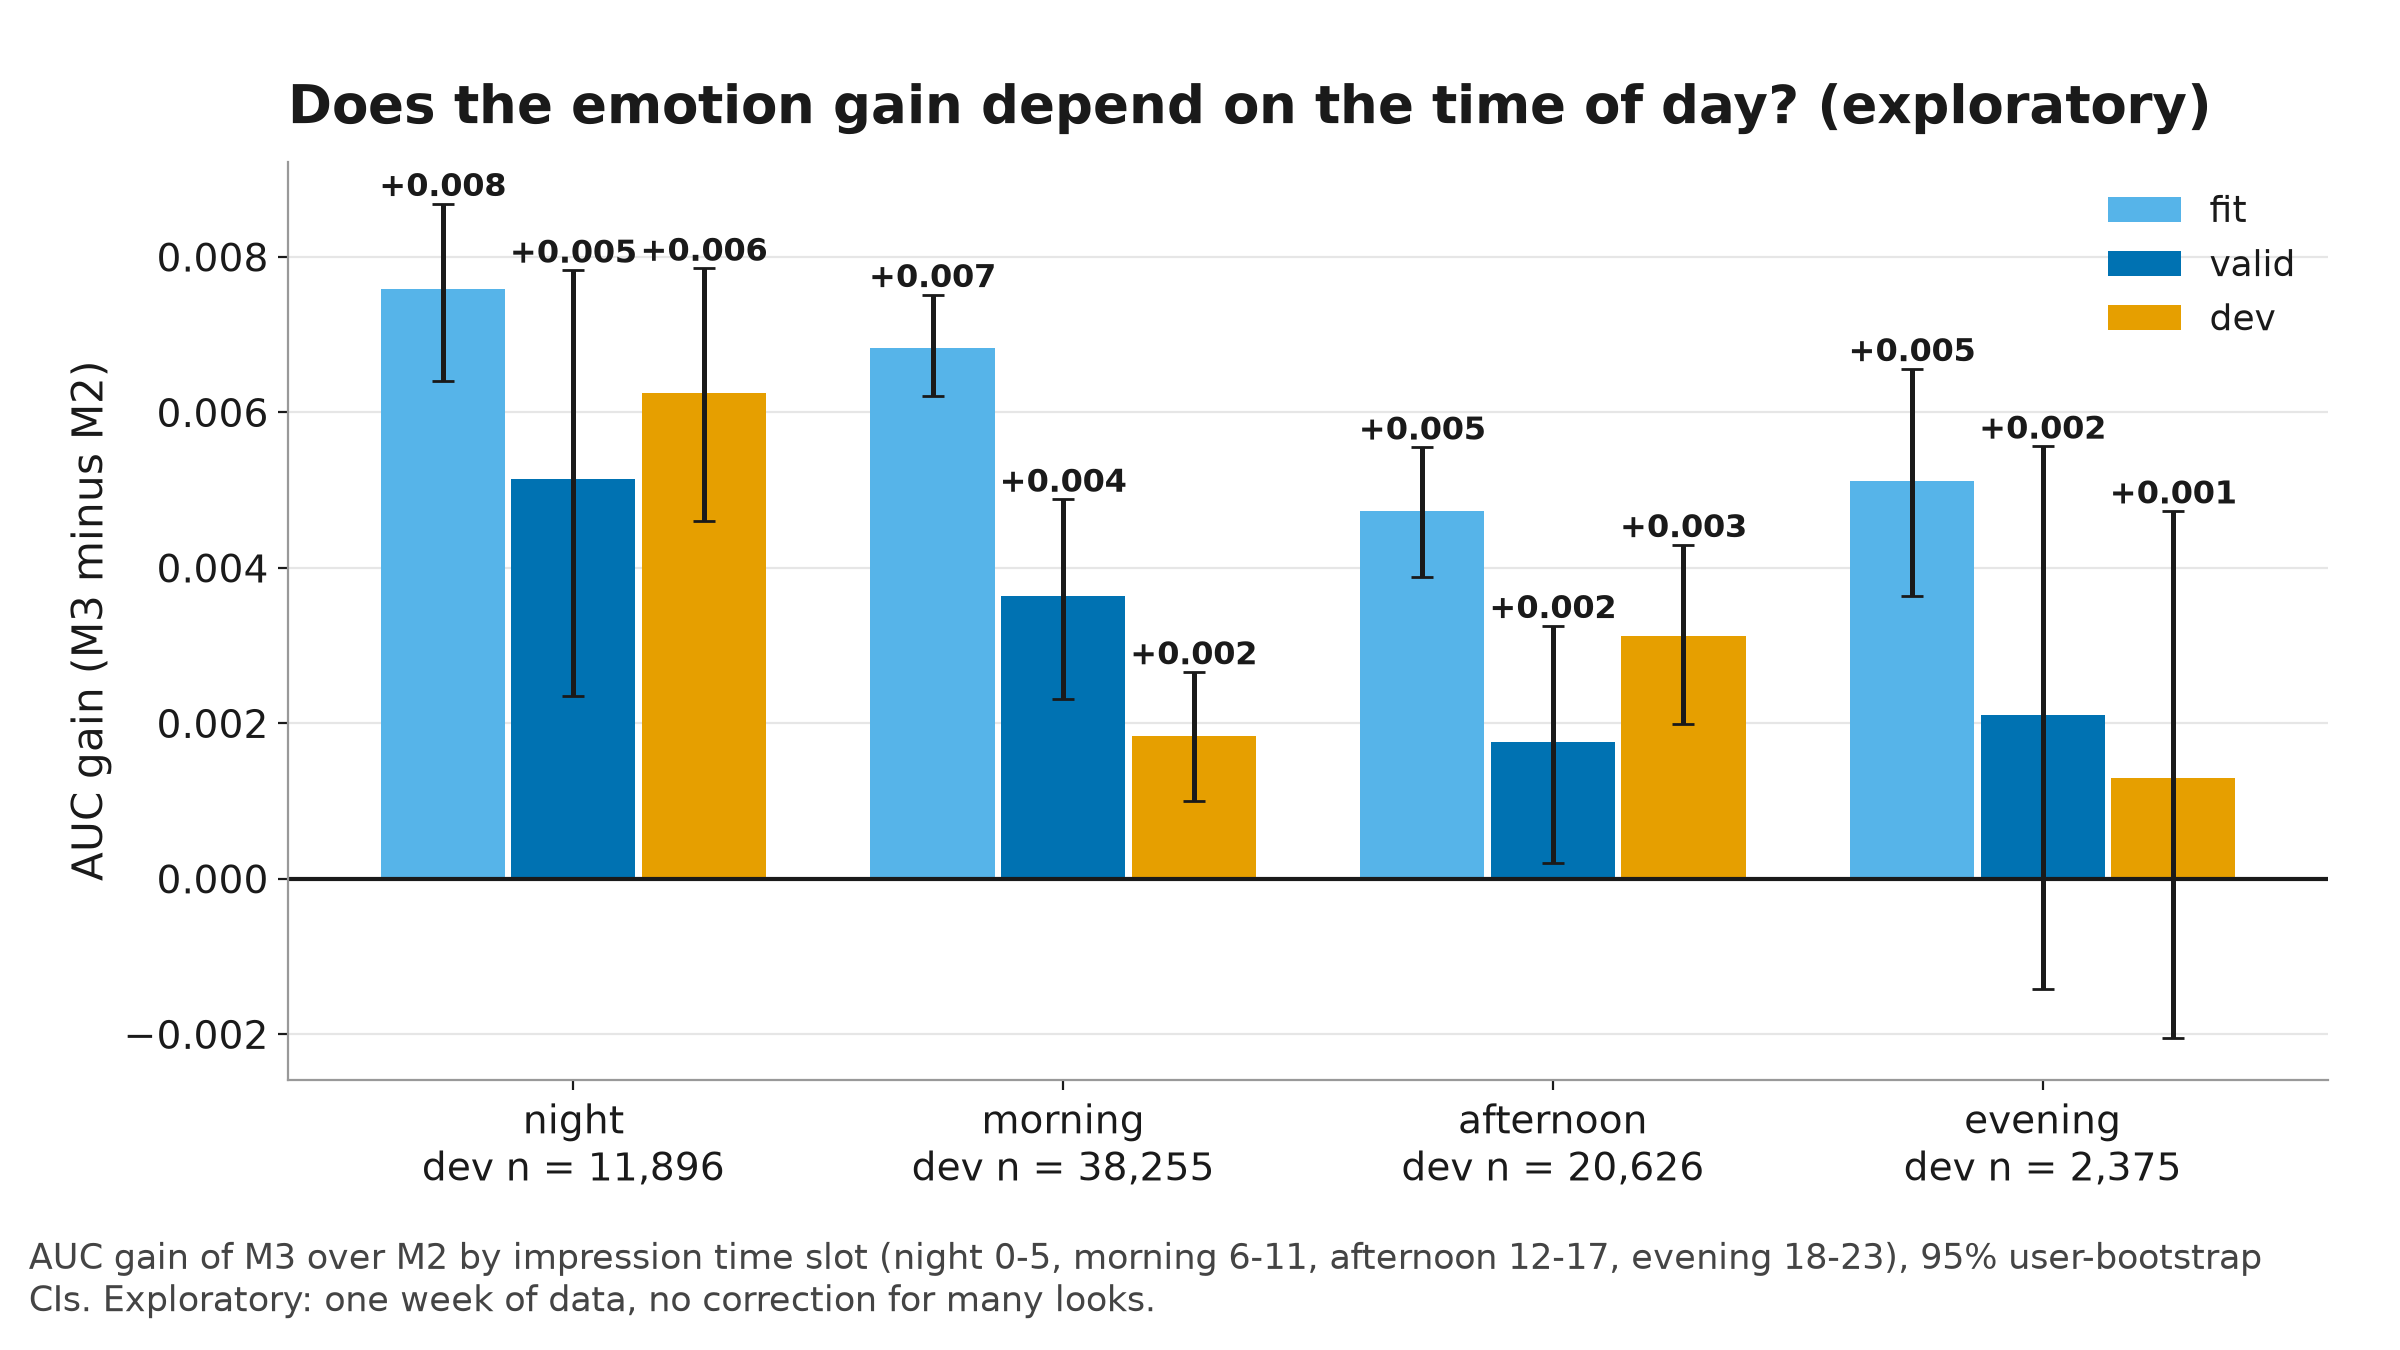 Does the emotion gain depend on the time of day? (exploratory)
+0.008
+0.005
+0.006
+0.007
+0.004
+0.002
+0.005
+0.002
+0.003
+0.005
+0.002
+0.001
fit
valid
dev
AUC gain (M3 minus M2)
0.008
0.006
0.004
0.002
0.000
−0.002
night
dev n = 11,896
morning
dev n = 38,255
afternoon
dev n = 20,626
evening
dev n = 2,375
AUC gain of M3 over M2 by impression time slot (night 0-5, morning 6-11, afternoon 12-17, evening 18-23), 95% user-bootstrap
CIs. Exploratory: one week of data, no correction for many looks.